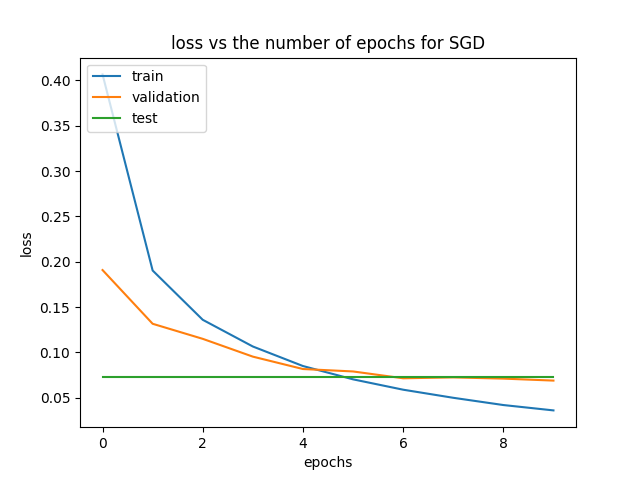 loss vs the number of epochs for SGD
train
validation
test
0.40
0.35
0.30
0.25
0.20
0.15
0.10
0.05
loss
0 2 4 6 8
epochs